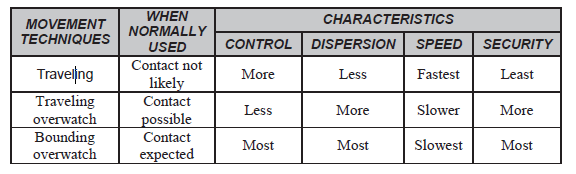 MOVEMENT TECHNIQUES WHEN NORMALLY USED CHARACTERISTICS
CONTROL DISPERSION SPEED SECURITY
Traveling Contact not likely More Less Fastest Least
Traveling overwatch Contact possible Less More Slower More
Bounding overwatch Contact expected Most Most Slowest Most